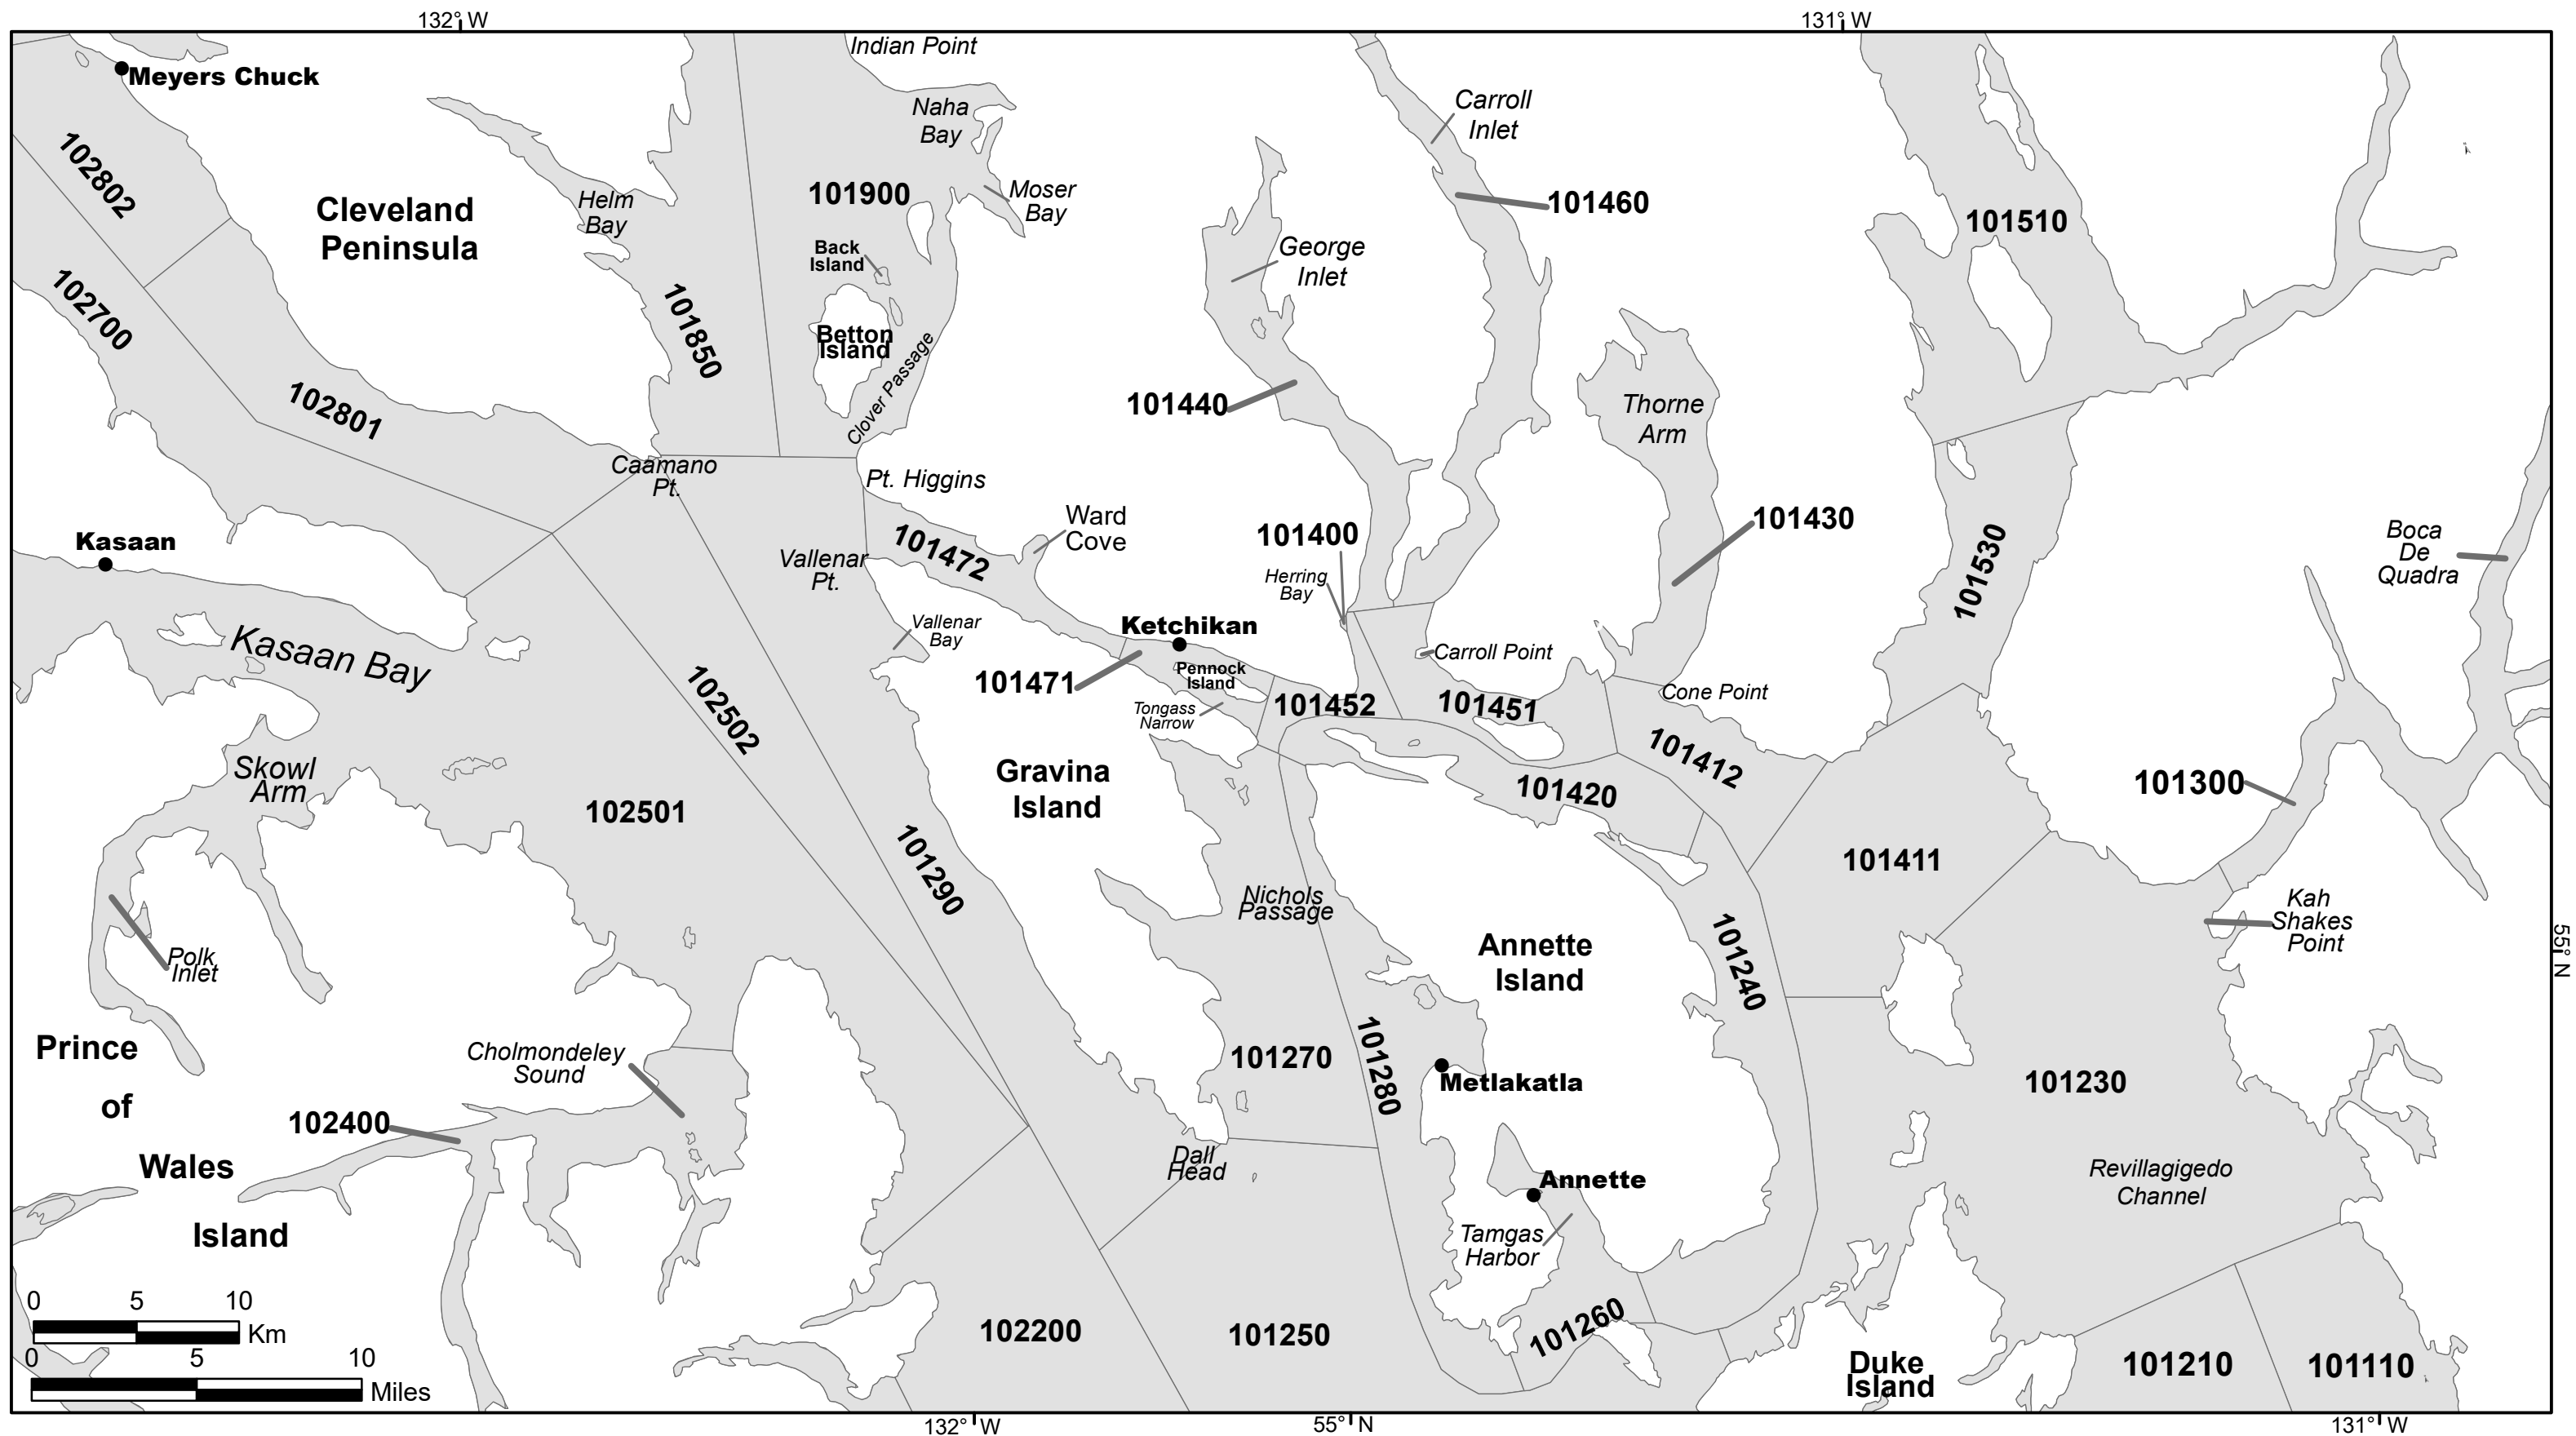 132° W
131° W
Indian Point
Meyers Chuck
Naha
Bay
Carroll
Inlet
102802
Cleveland
Peninsula
Helm
Bay
101900
Moser
Bay
101460
101510
Back
Island
George
Inlet
102700
101850
Betton
Island
Clover Passage
102801
101440
Thorne
Arm
Caamano
Pt.
Pt. Higgins
Ward
Cove
101472
101400
101430
Kasaan
Vallenar
Pt.
Herring
Bay
101530
Boca
De
Quadra
Kasaan Bay
Vallenar
Bay
Ketchikan
Pennock
Island
Carroll Point
101471
Tongass
Narrow
101452
101451
Cone Point
102502
Skowl
Arm
Gravina
Island
101412
101420
101300
102501
101290
101411
Nichols
Passage
Kah
Shakes
Point
Polk
Inlet
Annette
Island
101240
55° N
Prince
of
Wales
Island
Cholmondeley
Sound
101270
101280
Metlakatla
101230
102400
Dall
Head
Annette
Revillagigedo
Channel
Tamgas
Harbor
0 5 10
Km
0 5 10
Miles
102200
101250
101260
Duke
Island
101210
101110
132° W
55° N
131° W